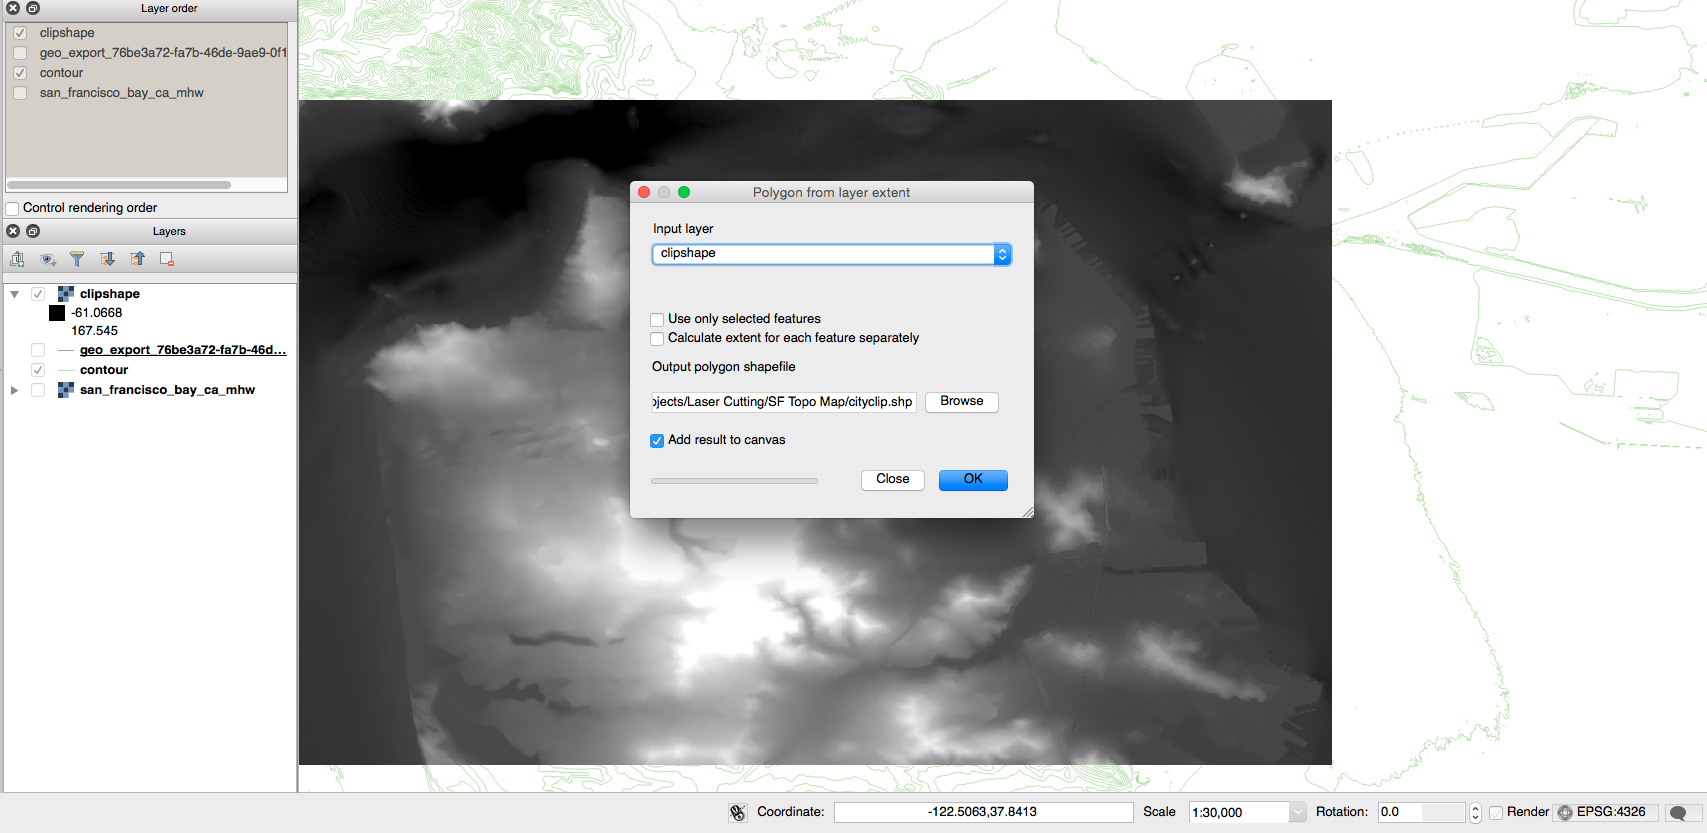 Layer order
clipshape
geo_export_76be3a72-fa7b-46de-9ae9-0f1
contour
san_francisco_bay_ca_mhw
Control rendering order
Layers
clipshape
-61.0668
167.545
geo_export_76be3a72-fa7b-46d...
contour
san_francisco_bay_ca_mhw
Polygon from layer extent
Input layer
clipshape
Use only selected features
Calculate extent for each feature separately
Output polygon shapefile
ojects/Laser Cutting/SF Topo Map/cityclip.shp
Browse
Add result to canvas
Close
OK
Coordinate: -122.5063,37.8413 Scale 1:30,000 Rotation: 0.0 Render EPSG:4326